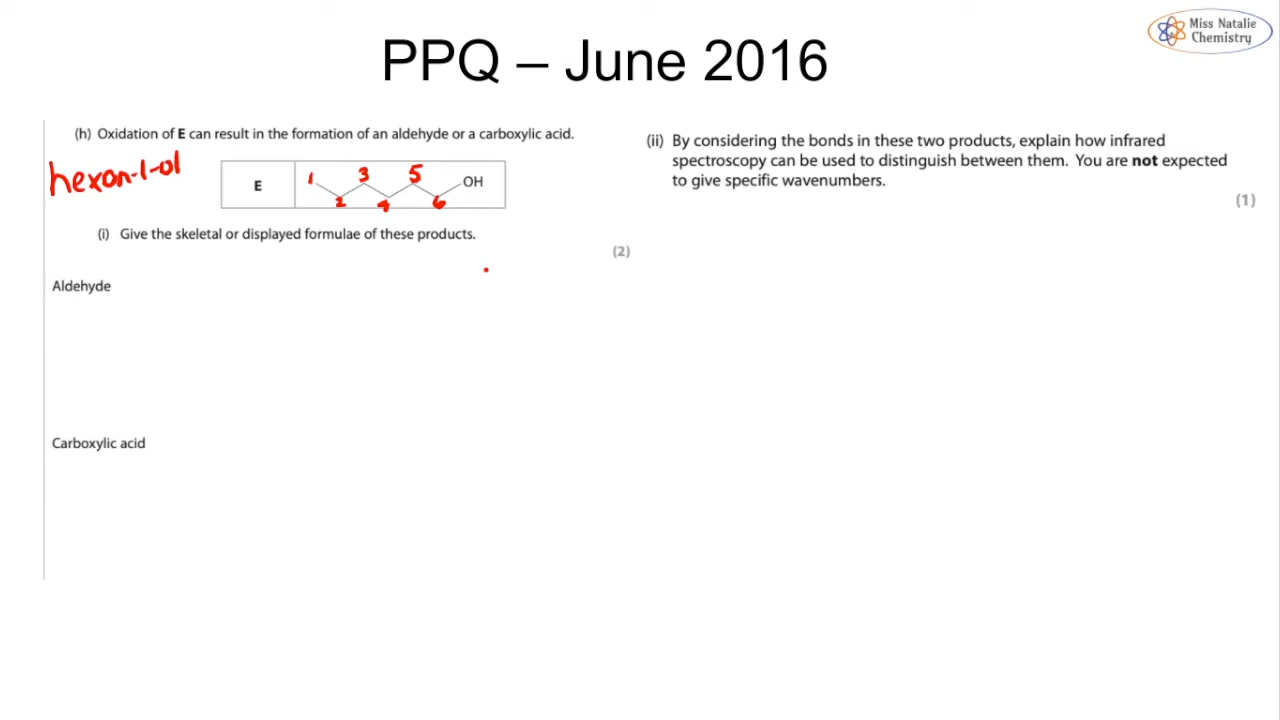 Miss Natalie
Chemistry
PPQ – June 2016
(h) Oxidation of E can result in the formation of an aldehyde or a carboxylic acid.
hexan-1-ol
E
1 2 3 4 5 6 OH
(i) Give the skeletal or displayed formulae of these products.
(2)
Aldehyde
Carboxylic acid
(ii) By considering the bonds in these two products, explain how infrared
spectroscopy can be used to distinguish between them. You are not expected
to give specific wavenumbers.
(1)